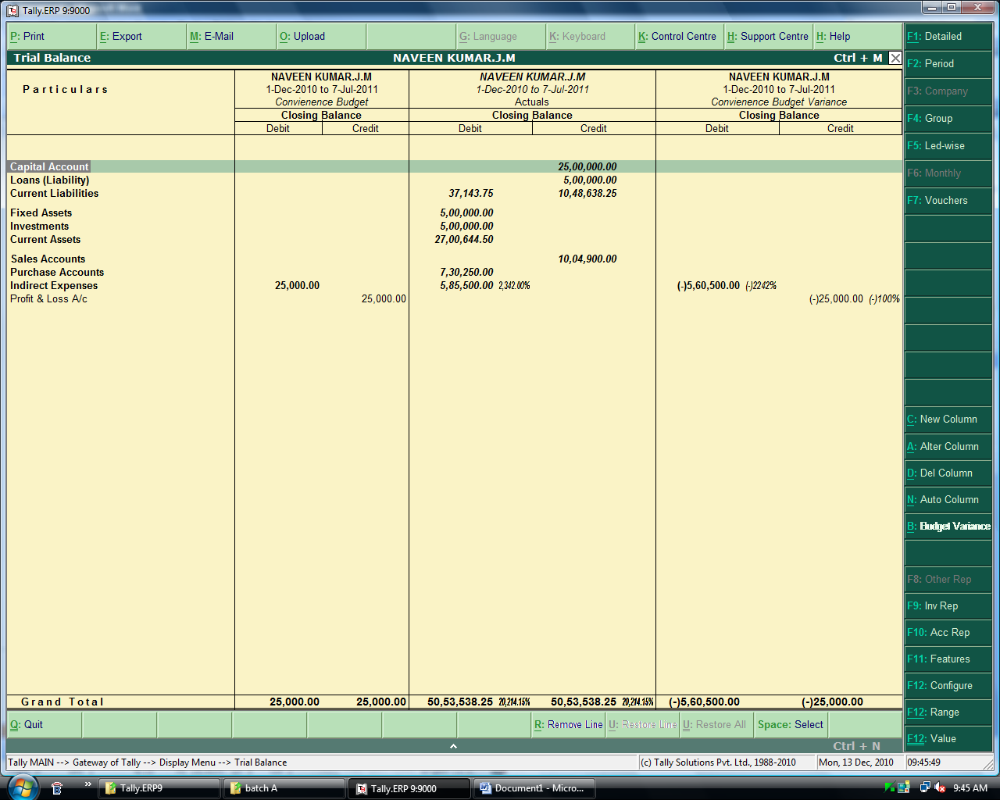 Tally.ERP 9:9000
P: Print E: Export M: E-Mail O: Upload G: Language K: Keyboard K: Control Centre H: Support Centre H: Help
Trial Balance NAVEEN KUMAR.J.M Ctrl + M
Particulars NAVEEN KUMAR.J.M NAVEEN KUMAR.J.M NAVEEN KUMAR.J.M
1-Dec-2010 to 7-Jul-2011 1-Dec-2010 to 7-Jul-2011 1-Dec-2010 to 7-Jul-2011
Convienence Budget Actuals Convienence Budget Variance
Closing Balance Closing Balance Closing Balance
Debit Credit Debit Credit Debit Credit
Capital Account 25,00,000.00
Loans (Liability) 5,00,000.00
Current Liabilities 37,143.75 10,48,638.25
Fixed Assets 5,00,000.00
Investments 5,00,000.00
Current Assets 27,00,644.50
Sales Accounts 10,04,900.00
Purchase Accounts 7,30,250.00
Indirect Expenses 25,000.00 5,85,500.00 2,342.00% (-)5,60,500.00 (-)2242%
Profit & Loss A/c 25,000.00 (-)25,000.00 (-)100%
Grand Total 25,000.00 25,000.00 50,53,538.25 20,214.15% 50,53,538.25 20,214.15% (-)5,60,500.00 (-)25,000.00
F1: Detailed
F2: Period
F3: Company
F4: Group
F5: Led-wise
F6: Monthly
F7: Vouchers
C: New Column
A: Alter Column
D: Del Column
N: Auto Column
B: Budget Variance
F8: Other Rep
F9: Inv Rep
F10: Acc Rep
F11: Features
F12: Configure
F12: Range
F12: Value
Q: Quit R: Remove Line U: Restore Line U: Restore All Space: Select
Ctrl + N
Tally MAIN --> Gateway of Tally --> Display Menu --> Trial Balance (c) Tally Solutions Pvt. Ltd., 1988-2010 Mon, 13 Dec, 2010 09:45:49
Tally.ERP9 batch A Tally.ERP 9:9000 Document1 - Micro... 9:45 AM